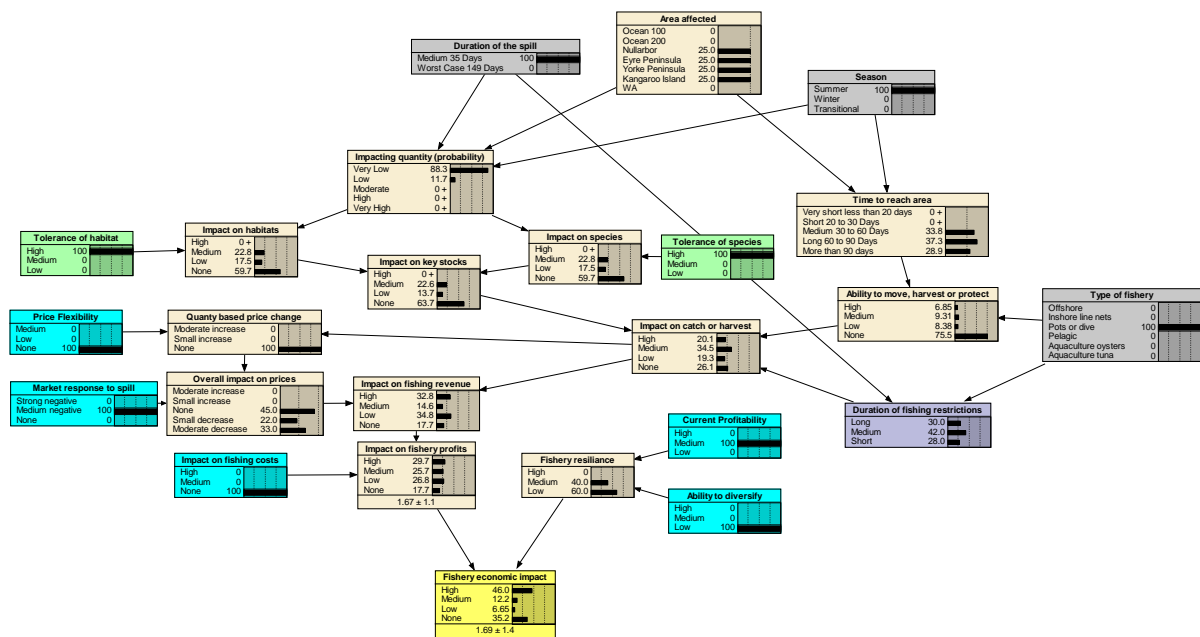 Area affected
Ocean 100 0
Ocean 200 0
Nullarbor 25.0
Eyre Peninsula 25.0
Yorke Peninsula 25.0
Kangaroo Island 25.0
WA 0
Duration of the spill
Medium 35 Days 100
Worst Case 149 Days 0
Season
Summer 100
Winter 0
Transitional 0
Impacting quantity (probability)
Very Low 88.3
Low 11.7
Moderate 0 +
High 0 +
Very High 0 +
Time to reach area
Very short less than 20 days 0 +
Short 20 to 30 Days 0 +
Medium 30 to 60 Days 33.8
Long 60 to 90 Days 37.3
More than 90 days 28.9
Tolerance of habitat
High 100
Medium 0
Low 0
Impact on habitats
High 0 +
Medium 22.8
Low 17.5
None 59.7
Impact on species
High 0 +
Medium 22.8
Low 17.5
None 59.7
Tolerance of species
High 100
Medium 0
Low 0
Impact on key stocks
High 0 +
Medium 22.6
Low 13.7
None 63.7
Ability to move, harvest or protect
High 6.85
Medium 9.31
Low 8.38
None 75.5
Type of fishery
Offshore 0
Inshore line nets 0
Pots or dive 100
Pelagic 0
Aquaculture oysters 0
Aquaculture tuna 0
Price Flexibility
Medium 0
Low 0
None 100
Quanty based price change
Moderate increase 0
Small increase 0
None 100
Impact on catch or harvest
High 20.1
Medium 34.5
Low 19.3
None 26.1
Market response to spill
Strong negative 0
Medium negative 100
None 0
Overall impact on prices
Moderate increase 0
Small increase 0
None 45.0
Small decrease 22.0
Moderate decrease 33.0
Impact on fishing revenue
High 32.8
Medium 14.6
Low 34.8
None 17.7
Duration of fishing restrictions
Long 30.0
Medium 42.0
Short 28.0
Current Profitability
High 0
Medium 100
Low 0
Impact on fishing costs
High 0
Medium 0
None 100
Impact on fishery profits
High 29.7
Medium 25.7
Low 26.8
None 17.7
1.67 ± 1.1
Fishery resiliance
High 0
Medium 40.0
Low 60.0
Ability to diversify
High 0
Medium 0
Low 100
Fishery economic impact
High 46.0
Medium 12.2
Low 6.65
None 35.2
1.69 ± 1.4